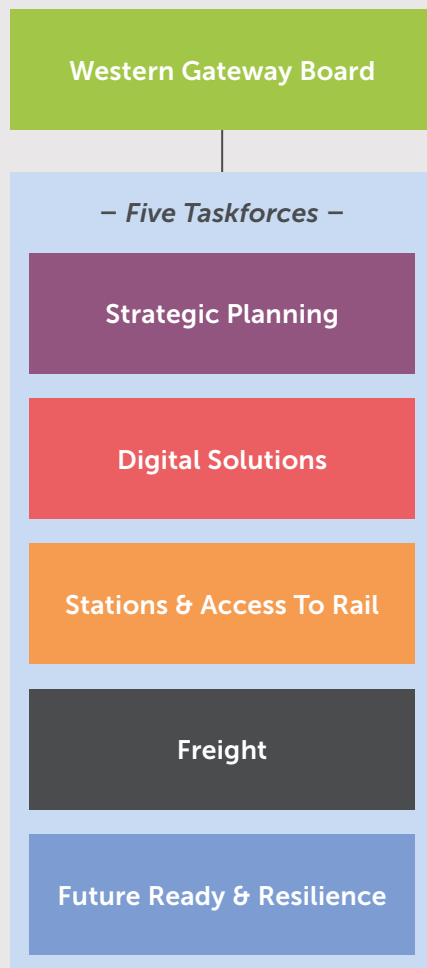 Western Gateway Board
– Five Taskforces –
Strategic Planning
Digital Solutions
Stations & Access To Rail
Freight
Future Ready & Resilience